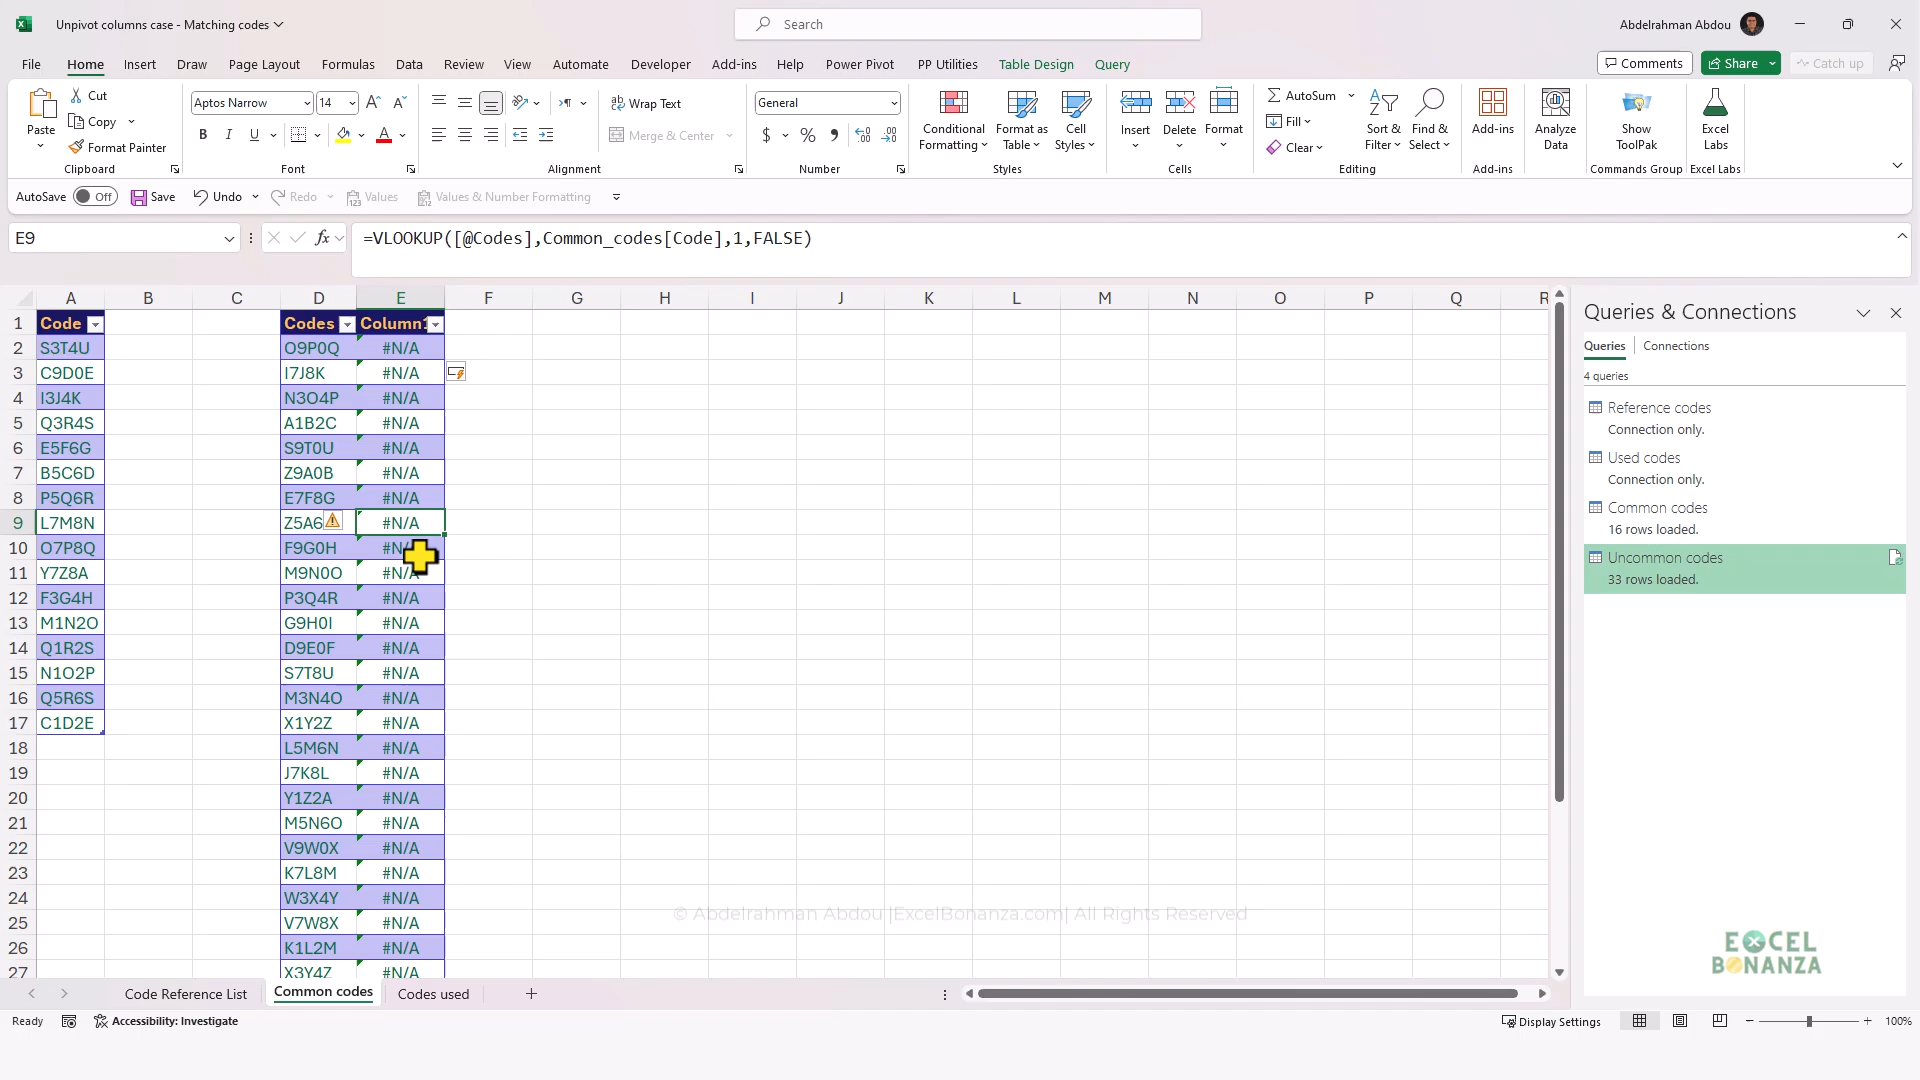 Unpivot columns case - Matching codes
Search
Abdelrahman Abdou
File Home Insert Draw Page Layout Formulas Data Review View Automate Developer Add-ins Help Power Pivot PP Utilities Table Design Query
Comments Share Catch up
Paste
Cut
Copy
Format Painter
Clipboard
Aptos Narrow 14
B I U
Font
Wrap Text
Merge & Center
Alignment
General
$ % ,
Number
Conditional Formatting
Format as Table
Cell Styles
Styles
Insert
Delete
Format
Cells
AutoSum
Fill
Clear
Sort & Filter
Find & Select
Editing
Add-ins
Add-ins
Analyze Data
Show ToolPak
Commands Group
Excel Labs
Excel Labs
AutoSave Off Save Undo Redo Values Values & Number Formatting
E9 fx =VLOOKUP([@Codes],Common_codes[Code],1,FALSE)
A B C D E F G H I J K L M N O P Q R
1 Code Codes Column1
2 S3T4U O9P0Q #N/A
3 C9D0E I7J8K #N/A
4 I3J4K N3O4P #N/A
5 Q3R4S A1B2C #N/A
6 E5F6G S9T0U #N/A
7 B5C6D Z9A0B #N/A
8 P5Q6R E7F8G #N/A
9 L7M8N Z5A6 #N/A
10 O7P8Q F9G0H #N/
11 Y7Z8A M9N0O #N/A
12 F3G4H P3Q4R #N/A
13 M1N2O G9H0I #N/A
14 Q1R2S D9E0F #N/A
15 N1O2P S7T8U #N/A
16 Q5R6S M3N4O #N/A
17 C1D2E X1Y2Z #N/A
18 L5M6N #N/A
19 J7K8L #N/A
20 Y1Z2A #N/A
21 M5N6O #N/A
22 V9W0X #N/A
23 K7L8M #N/A
24 W3X4Y #N/A
25 V7W8X #N/A
26 K1L2M #N/A
27 X3Y4Z #N/A
© Abdelrahman Abdou |ExcelBonanza.com| All Rights Reserved
Queries & Connections
Queries Connections
4 queries
Reference codes
Connection only.
Used codes
Connection only.
Common codes
16 rows loaded.
Uncommon codes
33 rows loaded.
EXCEL
BONANZA
Code Reference List Common codes Codes used
Ready Accessibility: Investigate Display Settings 100%